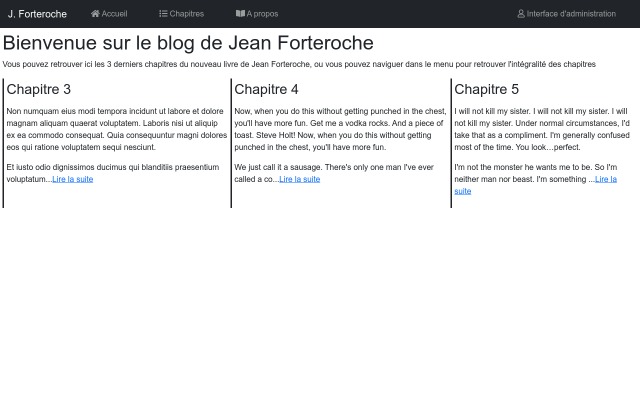 J. Forteroche Accueil Chapitres A propos Interface d'administration
Bienvenue sur le blog de Jean Forteroche
Vous pouvez retrouver ici les 3 derniers chapitres du nouveau livre de Jean Forteroche, ou vous pouvez naviguer dans le menu pour retrouver l'intégralité des chapitres
Chapitre 3
Non numquam eius modi tempora incidunt ut labore et dolore
magnam aliquam quaerat voluptatem. Laboris nisi ut aliquip
ex ea commodo consequat. Quia consequuntur magni dolores
eos qui ratione voluptatem sequi nesciunt.
Et iusto odio dignissimos ducimus qui blanditiis praesentium
voluptatum...Lire la suite
Chapitre 4
Now, when you do this without getting punched in the chest,
you'll have more fun. Get me a vodka rocks. And a piece of
toast. Steve Holt! Now, when you do this without getting
punched in the chest, you'll have more fun.
We just call it a sausage. There's only one man I've ever
called a co...Lire la suite
Chapitre 5
I will not kill my sister. I will not kill my sister. I will
not kill my sister. Under normal circumstances, I'd
take that as a compliment. I'm generally confused
most of the time. You look…perfect.
I'm not the monster he wants me to be. So I'm
neither man nor beast. I'm something ...Lire la
suite